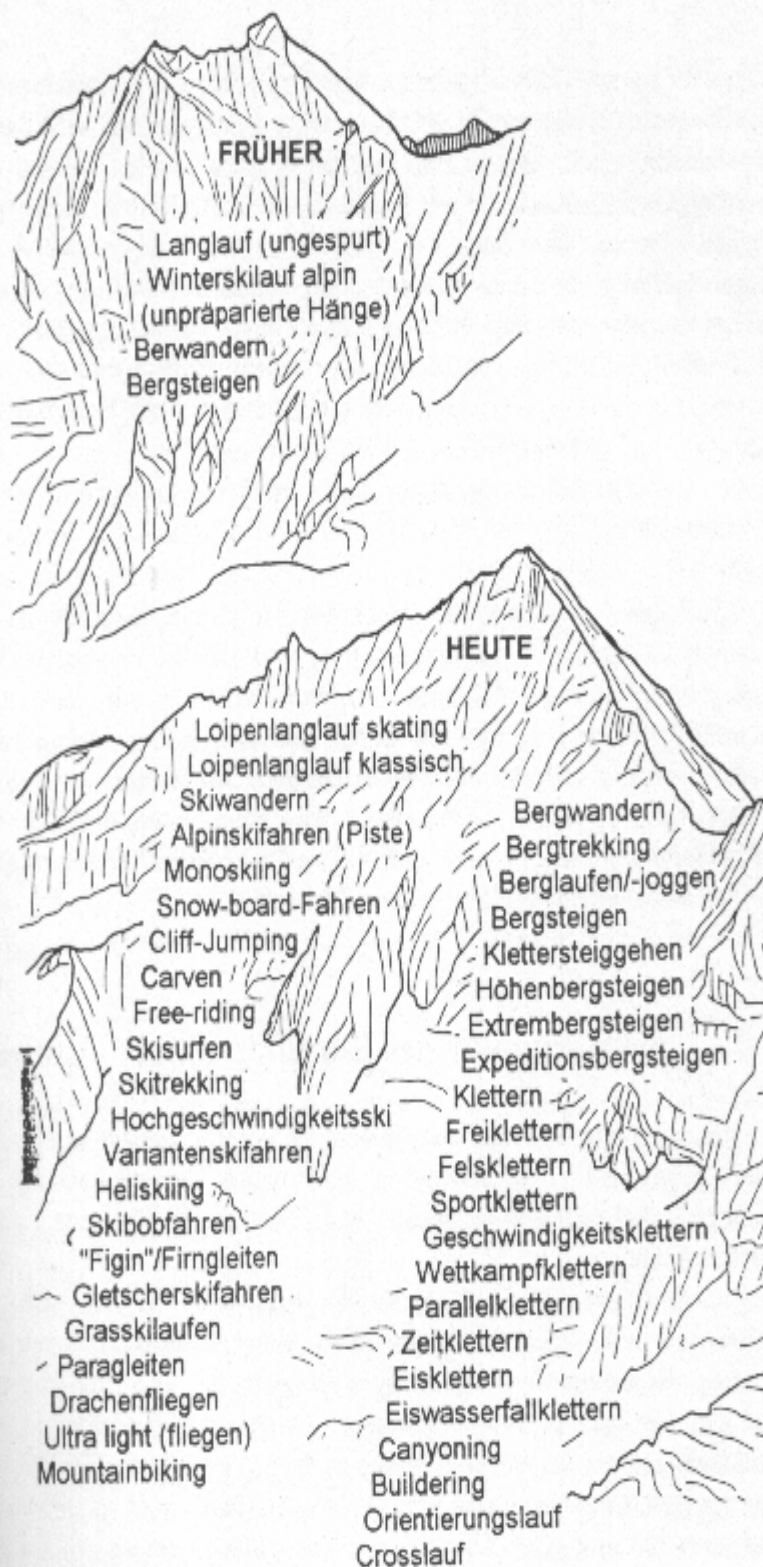 FRÜHER
Langlauf (ungespurt)
Winterskilauf alpin
(unpräparierte Hänge)
Berwandern
Bergsteigen
HEUTE
Loipenlanglauf skating
Loipenlanglauf klassisch
Skiwandern
Alpinskifahren (Piste)
Monoskiing
Snow-board-Fahren
Cliff-Jumping
Carven
Free-riding
Skisurfen
Skitrekking
Hochgeschwindigkeitsski
Variantenskifahren
Heliskiing
Skibobfahren
"Figin"/Firngleiten
Gletscherskifahren
Grasskilaufen
Paragleiten
Drachenfliegen
Ultra light (fliegen)
Mountainbiking
Bergwandern
Bergtrekking
Berglaufen/-joggen
Bergsteigen
Klettersteiggehen
Höhenbergsteigen
Extrembergsteigen
Expeditionsbergsteigen
Klettern
Freiklettern
Felsklettern
Sportklettern
Geschwindigkeitsklettern
Wettkampfklettern
Parallelklettern
Zeitklettern
Eisklettern
Eiswasserfallklettern
Canyoning
Buildering
Orientierungslauf
Crosslauf